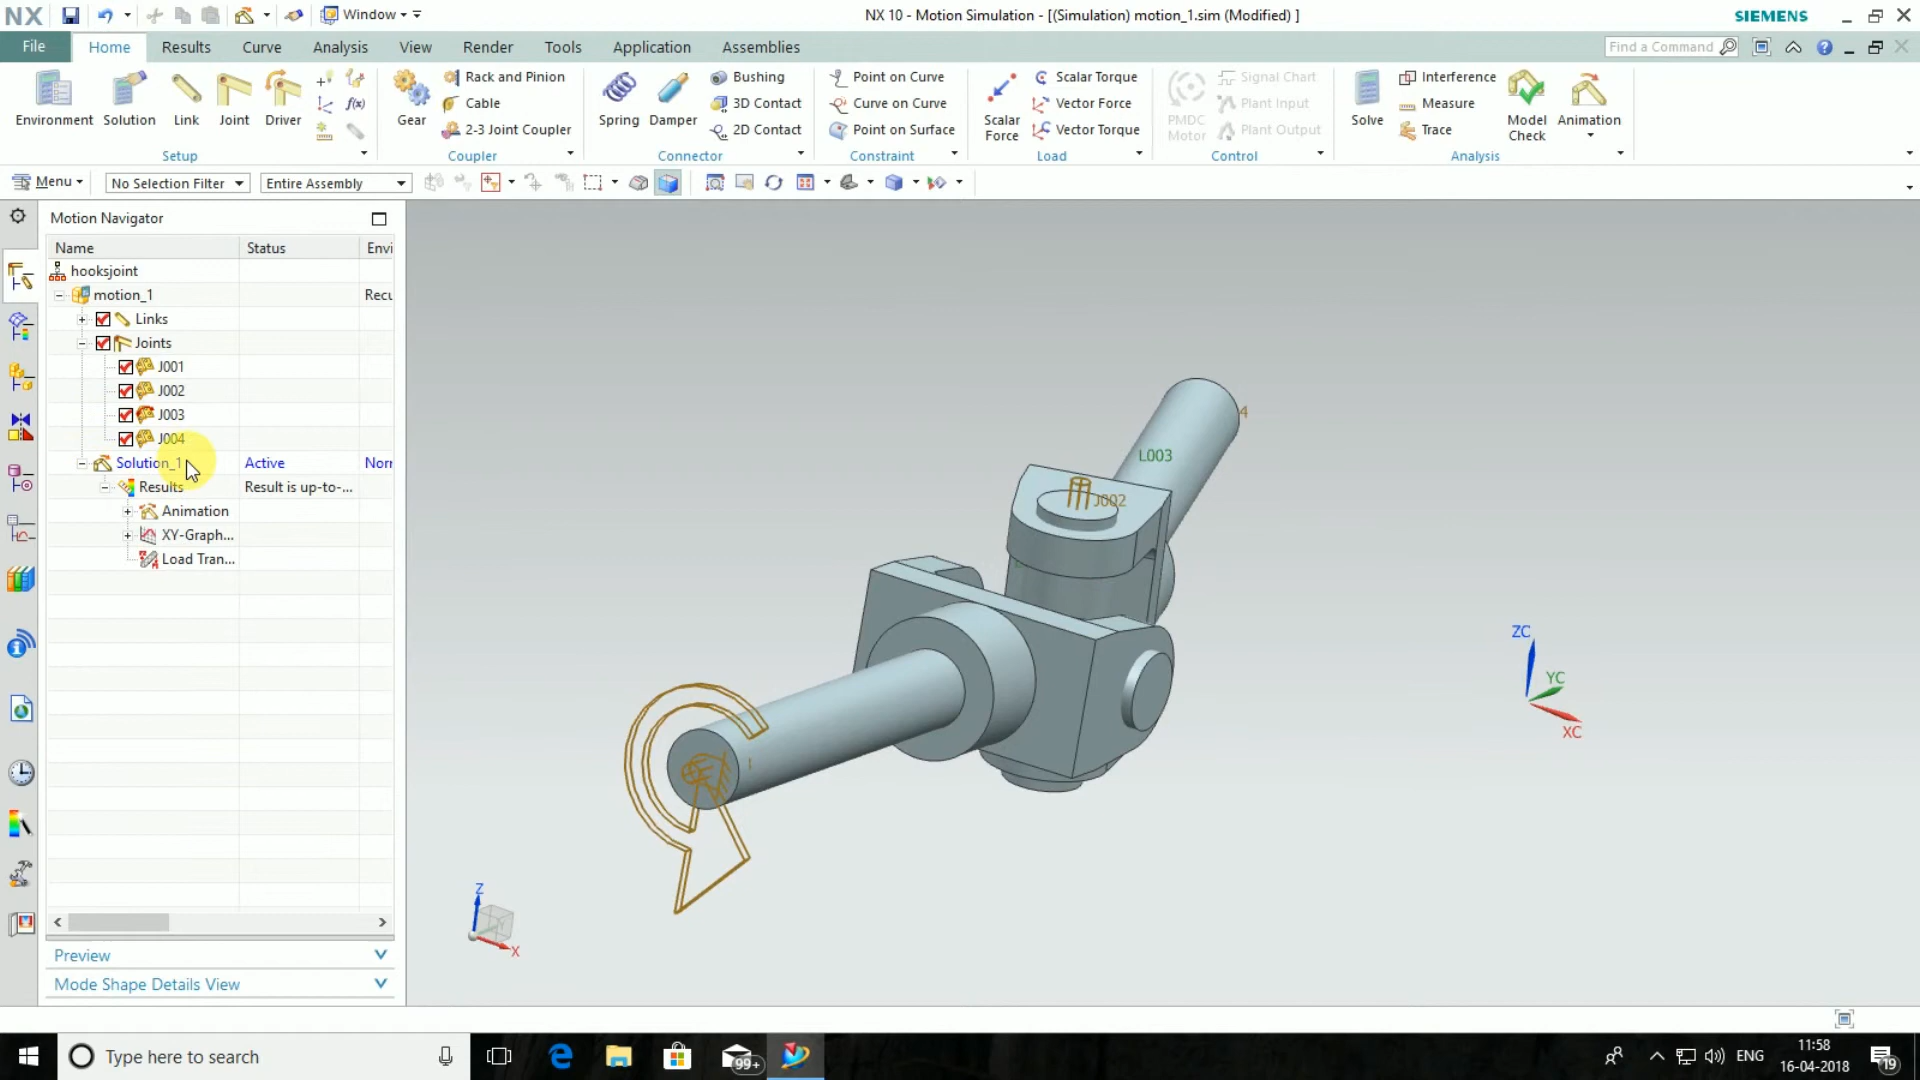 NX
Window
NX 10 - Motion Simulation - [(Simulation) motion_1.sim (Modified) ]
SIEMENS
File
Home
Results
Curve
Analysis
View
Render
Tools
Application
Assemblies
Find a Command
Environment
Solution
Link
Joint
Driver
f(x)
Setup
Gear
Rack and Pinion
Cable
2-3 Joint Coupler
Coupler
Spring
Damper
Bushing
3D Contact
2D Contact
Connector
Point on Curve
Curve on Curve
Point on Surface
Constraint
Scalar
Force
Scalar Torque
Vector Force
Vector Torque
Load
PMDC
Motor
Signal Chart
Plant Input
Plant Output
Control
Solve
Interference
Measure
Trace
Model
Check
Animation
Analysis
Menu
No Selection Filter
Entire Assembly
Motion Navigator
Name
Status
Envi
hooksjoint
motion_1
Recu
Links
Joints
J001
J002
J003
J004
Solution_1
Active
Norr
Results
Result is up-to-...
Animation
XY-Graph...
Load Tran...
Preview
Mode Shape Details View
4
L003
J002
ZC
YC
XC
Z
X
Type here to search
99+
ENG
11:58
16-04-2018
19